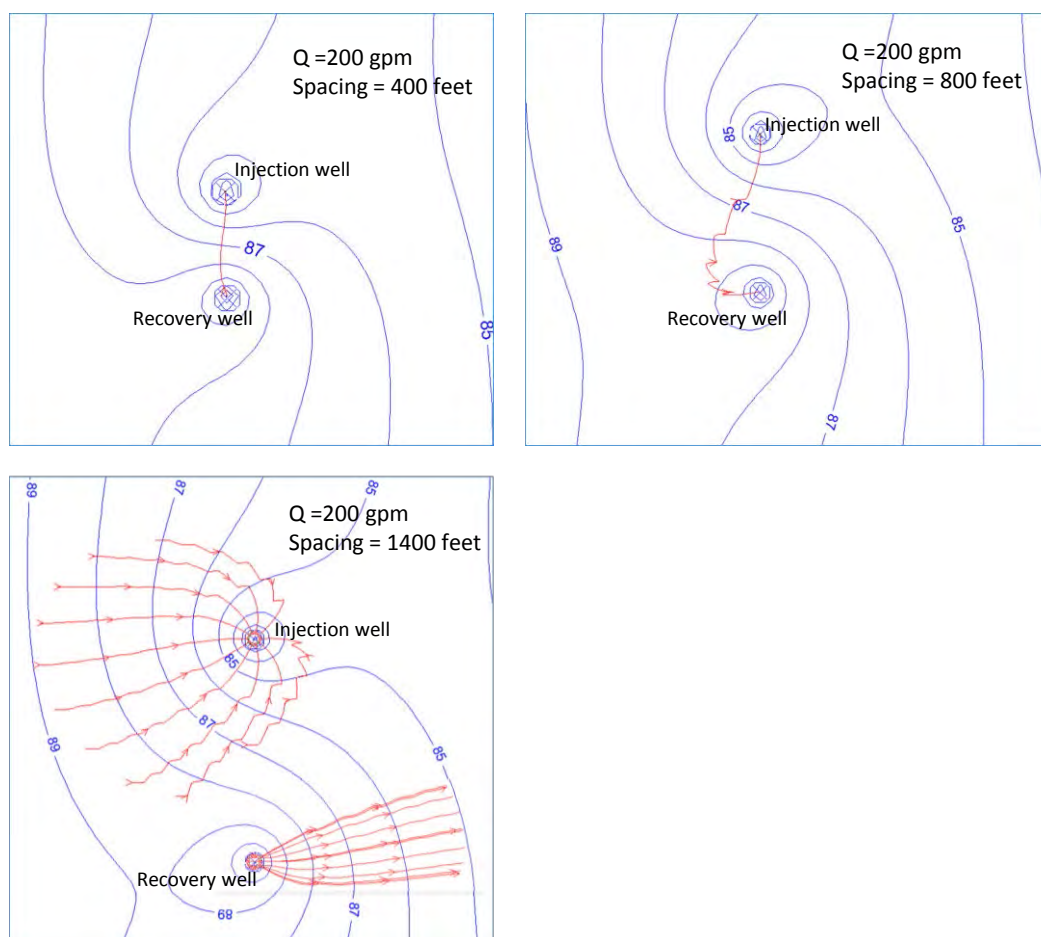 Q =200 gpm
Spacing = 400 feet
Injection well
87
Recovery well
85
Q =200 gpm
Spacing = 800 feet
Injection well
85
87
89
85
Recovery well
87
89
87
85
Q =200 gpm
Spacing = 1400 feet
Injection well
85
87
89
85
Recovery well
89
87